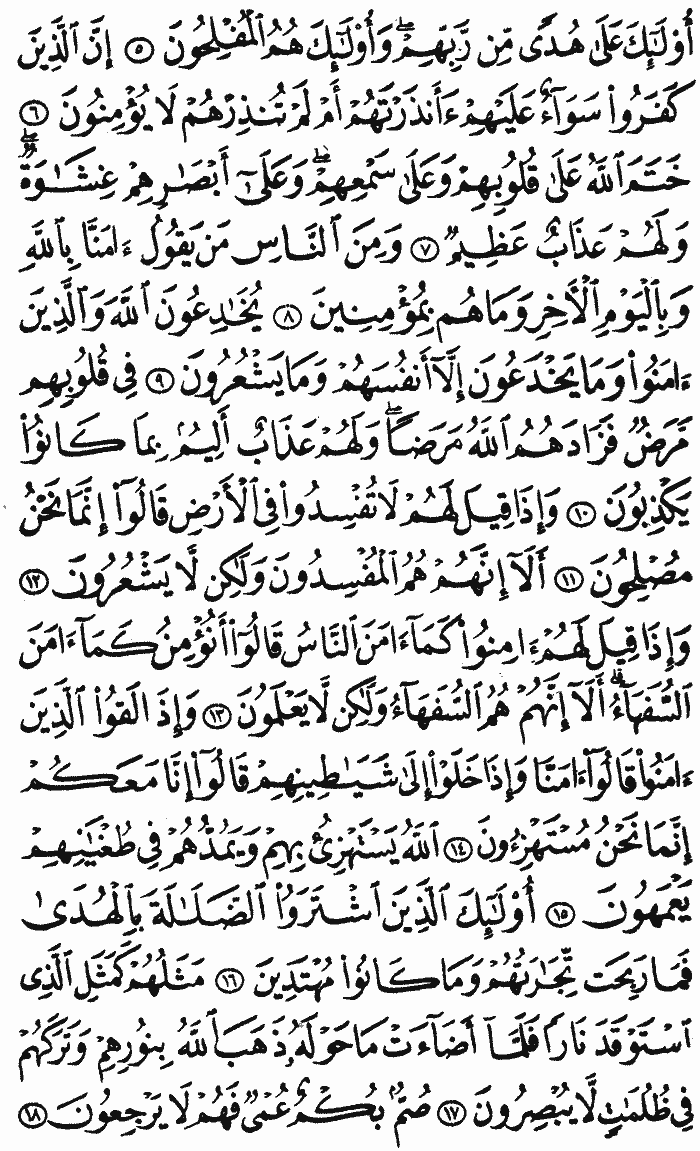 أُوْلَٰٓئِكَ عَلَىٰ هُدًى مِّن رَّبِّهِمْۖ وَأُوْلَٰٓئِكَ هُمُ ٱلْمُفْلِحُونَ ٥ إِنَّ ٱلَّذِينَ
كَفَرُوا۟ سَوَآءٌ عَلَيْهِمْ ءَأَنذَرْتَهُمْ أَمْ لَمْ تُنذِرْهُمْ لَا يُؤْمِنُونَ ٦
خَتَمَ ٱللَّهُ عَلَىٰ قُلُوبِهِمْ وَعَلَىٰ سَمْعِهِمْۖ وَعَلَىٰٓ أَبْصَٰرِهِمْ غِشَٰوَةٌۖ
وَلَهُمْ عَذَابٌ عَظِيمٌ ٧ وَمِنَ ٱلنَّاسِ مَن يَقُولُ ءَامَنَّا بِٱللَّهِ
وَبِٱلْيَوْمِ ٱلْأَخِرِ وَمَا هُم بِمُؤْمِنِينَ ٨ يُخَٰدِعُونَ ٱللَّهَ وَٱلَّذِينَ
ءَامَنُوا۟ وَمَا يَخْدَعُونَ إِلَّآ أَنفُسَهُمْ وَمَا يَشْعُرُونَ ٩ فِى قُلُوبِهِم
مَّرَضٌ فَزَادَهُمُ ٱللَّهُ مَرَضًاۖ وَلَهُمْ عَذَابٌ أَلِيمٌۢ بِمَا كَانُوا۟
يَكْذِبُونَ ١٠ وَإِذَا قِيلَ لَهُمْ لَا تُفْسِدُوا۟ فِى ٱلْأَرْضِ قَالُوٓا۟ إِنَّمَا نَحْنُ
مُصْلِحُونَ ١١ أَلَآ إِنَّهُمْ هُمُ ٱلْمُفْسِدُونَ وَلَٰكِن لَّا يَشْعُرُونَ ١٢
وَإِذَا قِيلَ لَهُمْ ءَامِنُوا۟ كَمَآ ءَامَنَ ٱلنَّاسُ قَالُوٓا۟ أَنُؤْمِنُ كَمَآ ءَامَنَ
ٱلسُّفَهَآءُۗ أَلَآ إِنَّهُمْ هُمُ ٱلسُّفَهَآءُ وَلَٰكِن لَّا يَعْلَمُونَ ١٣ وَإِذَا لَقُوا۟ ٱلَّذِينَ
ءَامَنُوا۟ قَالُوٓا۟ ءَامَنَّا وَإِذَا خَلَوْا۟ إِلَىٰ شَيَٰطِينِهِمْ قَالُوٓا۟ إِنَّا مَعَكُمْ
إِنَّمَا نَحْنُ مُسْتَهْزِءُونَ ١٤ ٱللَّهُ يَسْتَهْزِئُ بِهِمْ وَيَمُدُّهُمْ فِى طُغْيَٰنِهِمْ
يَعْمَهُونَ ١٥ أُوْلَٰٓئِكَ ٱلَّذِينَ ٱشْتَرَوُا۟ ٱلضَّلَٰلَةَ بِٱلْهُدَىٰ
فَمَا رَبِحَت تِّجَٰرَتُهُمْ وَمَا كَانُوا۟ مُهْتَدِينَ ١٦ مَثَلُهُمْ كَمَثَلِ ٱلَّذِى
ٱسْتَوْقَدَ نَارًا فَلَمَّآ أَضَآءَتْ مَا حَوْلَهُۥ ذَهَبَ ٱللَّهُ بِنُورِهِمْ وَتَرَكَهُمْ
فِى ظُلُمَٰتٍ لَّا يُبْصِرُونَ ١٧ صُمٌّۢ بُكْمٌ عُمْىٌ فَهُمْ لَا يَرْجِعُونَ ١٨